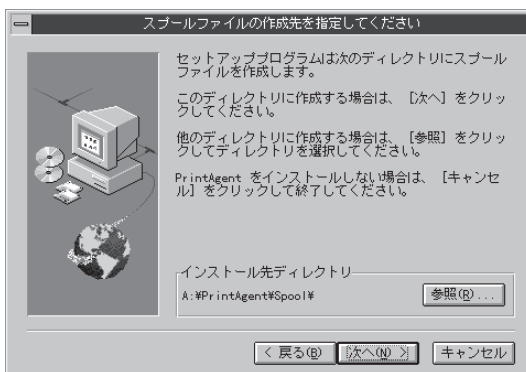 スプールファイルの作成先を指定してください
セットアッププログラムは次のディレクトリにスプール
ファイルを作成します。
このディレクトリに作成する場合は、［次へ］をクリッ
クしてください。
他のディレクトリに作成する場合は、［参照］をクリッ
クしてディレクトリを選択してください。
PrintAgent をインストールしない場合は、［キャンセ
ル］をクリックして終了してください。
インストール先ディレクトリ
A:¥PrintAgent¥Spool¥
参照(R)...
< 戻る(B)
次へ(N) >
キャンセル